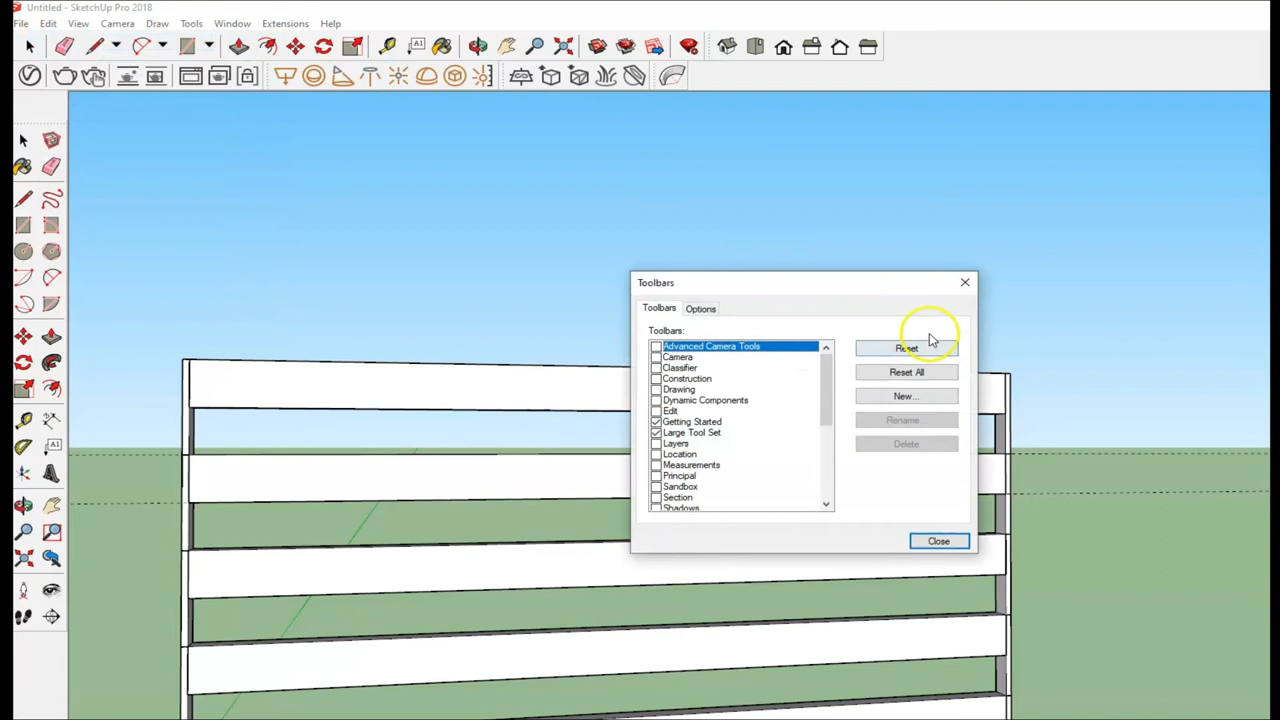 Untitled - SketchUp Pro 2018
File Edit View Camera Draw Tools Window Extensions Help
A1
A1
Toolbars
Toolbars Options
Toolbars:
Advanced Camera Tools
Camera
Classifier
Construction
Drawing
Dynamic Components
Edit
Getting Started
Large Tool Set
Layers
Location
Measurements
Principal
Sandbox
Section
Shadows
Reset
Reset All
New...
Rename...
Delete
Close